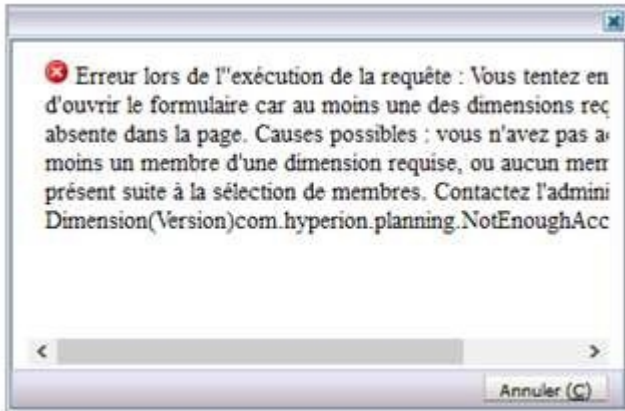 Erreur lors de l''exécution de la requête : Vous tentez en
d'ouvrir le formulaire car au moins une des dimensions req
absente dans la page. Causes possibles : vous n'avez pas a
moins un membre d'une dimension requise, ou aucun mem
présent suite à la sélection de membres. Contactez l'admini
Dimension(Version)com.hyperion.planning.NotEnoughAcc
Annuler (C)